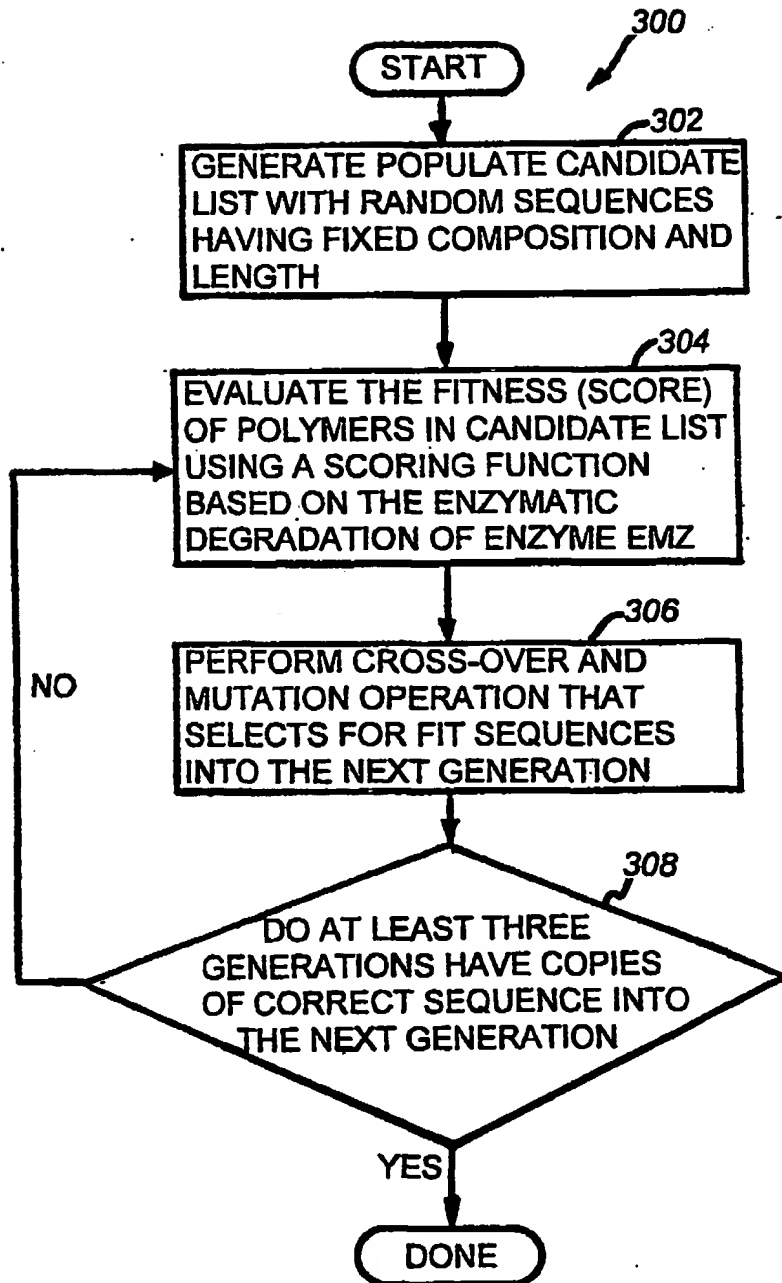 300
START
302
GENERATE POPULATE CANDIDATE
LIST WITH RANDOM SEQUENCES
HAVING FIXED COMPOSITION AND
LENGTH
304
EVALUATE THE FITNESS (SCORE)
OF POLYMERS IN CANDIDATE LIST
USING A SCORING FUNCTION
BASED ON THE ENZYMATIC
DEGRADATION OF ENZYME EMZ
306
PERFORM CROSS-OVER AND
MUTATION OPERATION THAT
SELECTS FOR FIT SEQUENCES
INTO THE NEXT GENERATION
NO
308
DO AT LEAST THREE
GENERATIONS HAVE COPIES
OF CORRECT SEQUENCE INTO
THE NEXT GENERATION
YES
DONE